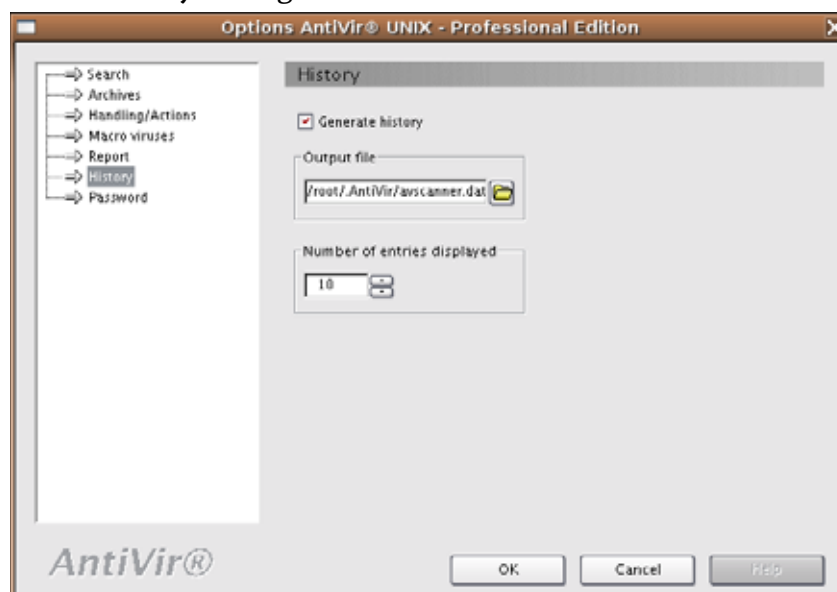 Options AntiVir® UNIX - Professional Edition
Search
Archives
Handling/Actions
Macro viruses
Report
History
Password
History
Generate history
Output file
/root/.AntiVir/avscanner.dat
Number of entries displayed
10
AntiVir®
OK
Cancel
Help